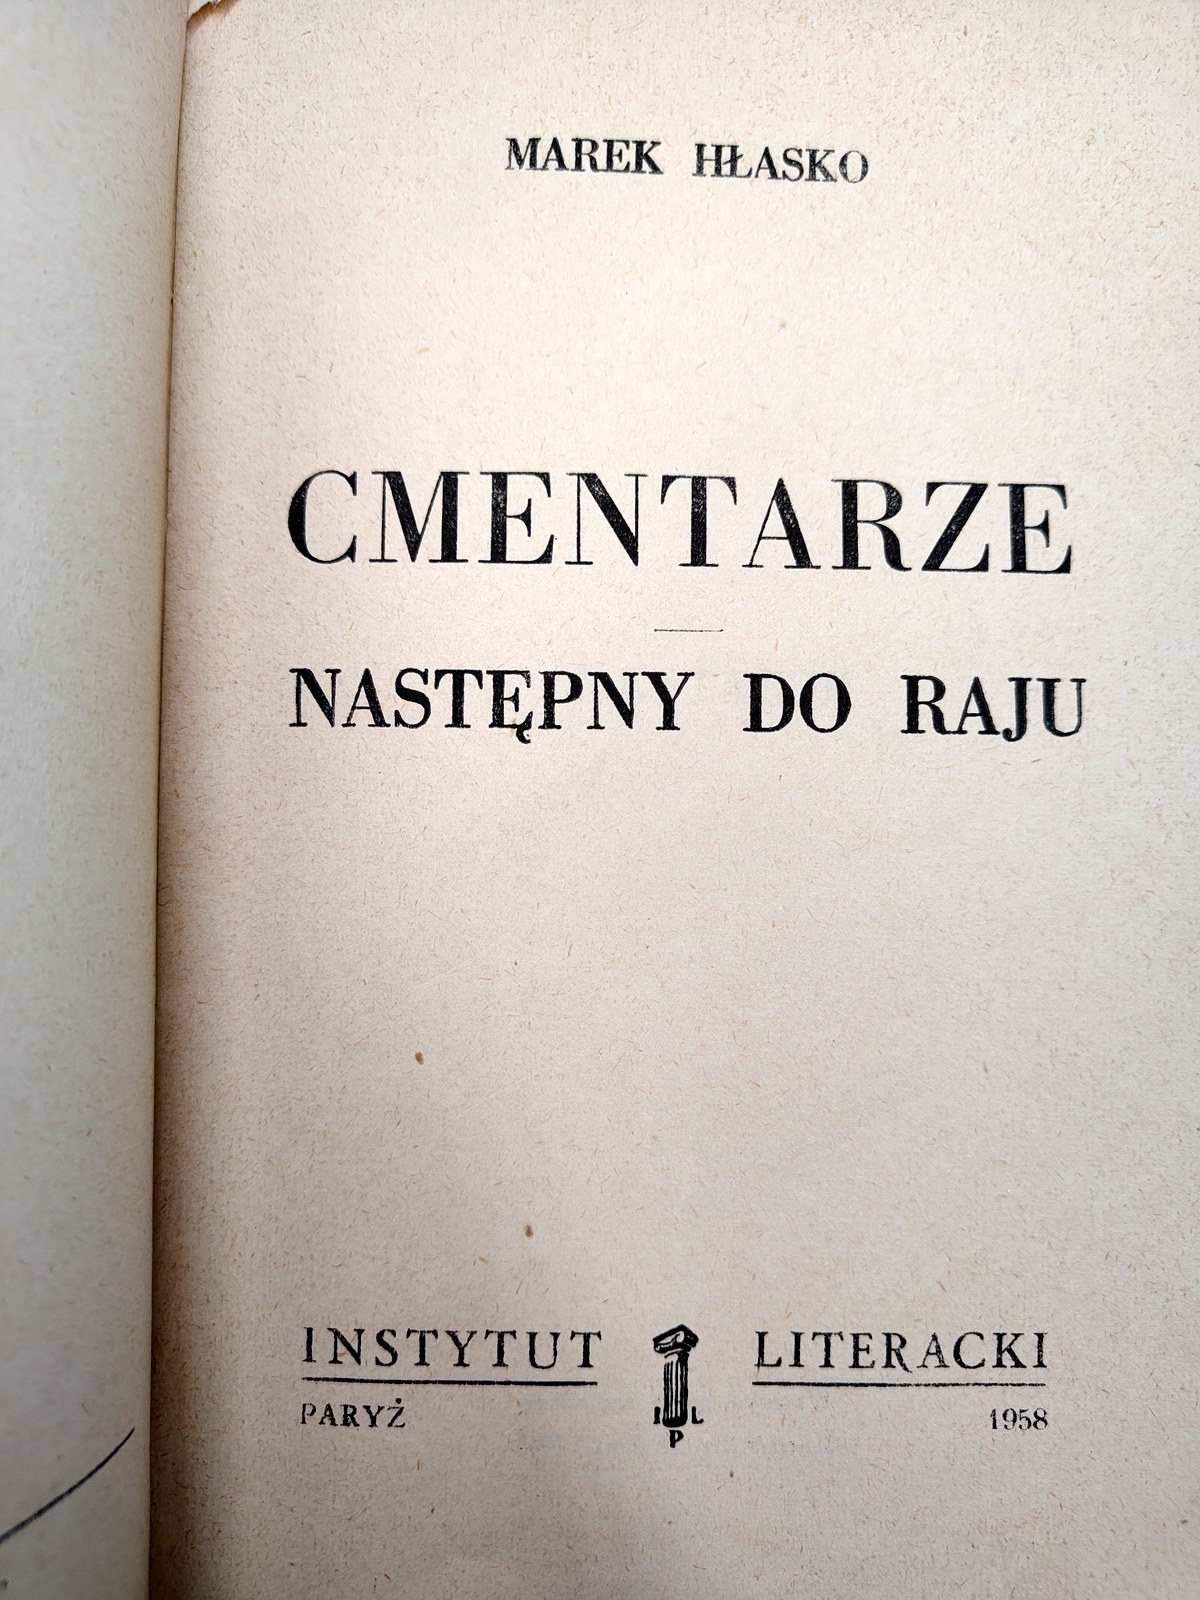 MAREK HŁASKO
CMENTARZE
NASTĘPNY DO RAJU
INSTYTUT LITERACKI
PARYŻ I L 1958
P